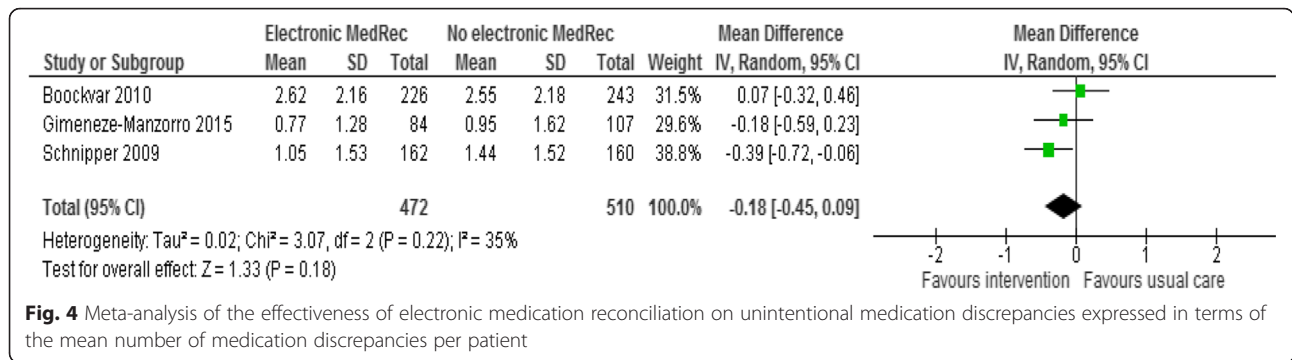 Electronic MedRec No electronic MedRec Mean Difference Mean Difference
Study or Subgroup Mean SD Total Mean SD Total Weight IV, Random, 95% CI IV, Random, 95% CI
Boockvar 2010 2.62 2.16 226 2.55 2.18 243 31.5% 0.07 [-0.32, 0.46]
Gimeneze-Manzorro 2015 0.77 1.28 84 0.95 1.62 107 29.6% -0.18 [-0.59, 0.23]
Schnipper 2009 1.05 1.53 162 1.44 1.52 160 38.8% -0.39 [-0.72, -0.06]
Total (95% CI) 472 510 100.0% -0.18 [-0.45, 0.09]
Heterogeneity: Tau² = 0.02; Chi² = 3.07, df = 2 (P = 0.22); I² = 35%
Test for overall effect: Z = 1.33 (P = 0.18)
-2 -1 0 1 2
Favours intervention Favours usual care
Fig. 4 Meta-analysis of the effectiveness of electronic medication reconciliation on unintentional medication discrepancies expressed in terms of
the mean number of medication discrepancies per patient